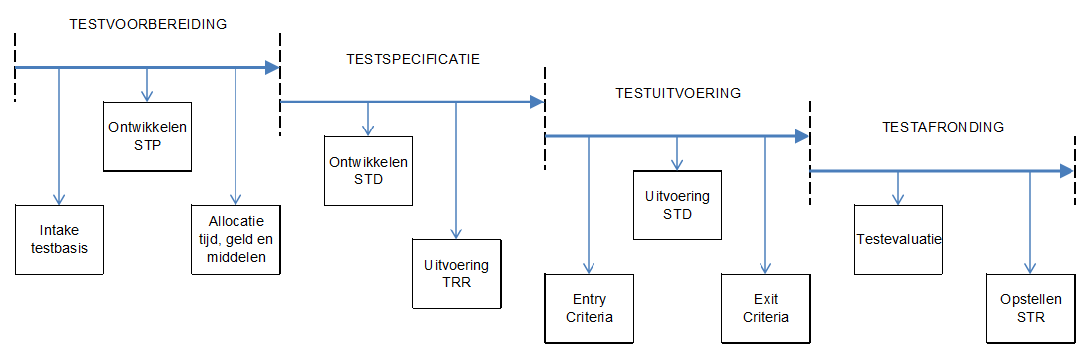 TESTVOORBEREIDING
Intake
testbasis
Ontwikkelen
STP
Allocatie
tijd, geld en
middelen
TESTSPECIFICATIE
Ontwikkelen
STD
Uitvoering
TRR
TESTUITVOERING
Entry
Criteria
Uitvoering
STD
Exit
Criteria
TESTAFRONDING
Testevaluatie
Opstellen
STR